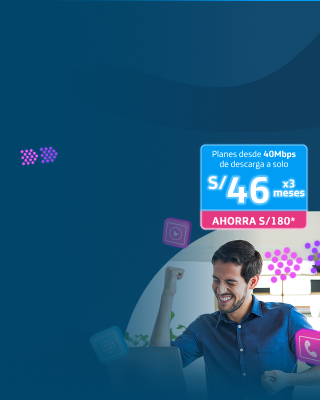 Planes desde 40Mbps
de descarga a solo
S/46 x3 meses
AHORRA S/180*